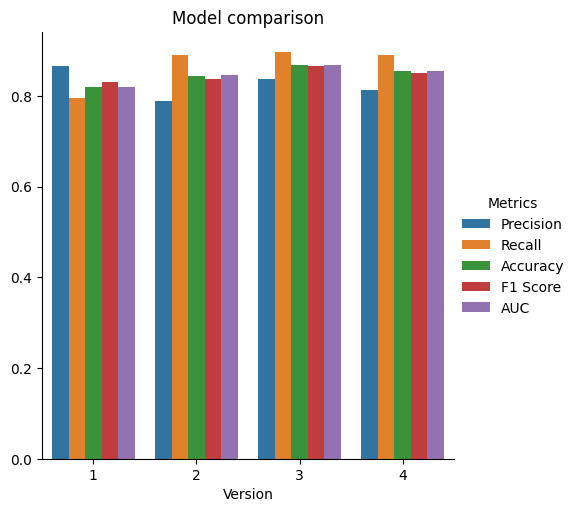 Model comparison
0.8
0.6
0.4
0.2
0.0
1 2 3 4
Version
Metrics
Precision
Recall
Accuracy
F1 Score
AUC